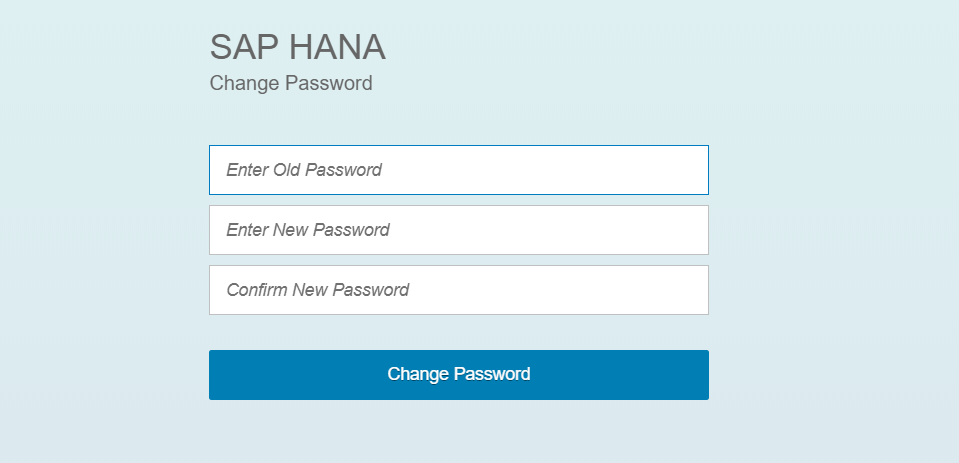 SAP HANA
Change Password
Enter Old Password
Enter New Password
Confirm New Password
Change Password